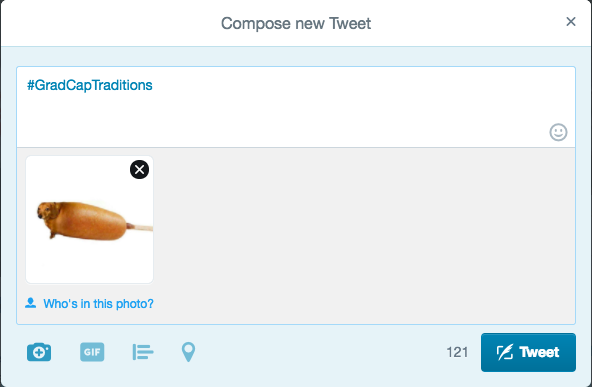 Compose new Tweet
#GradCapTraditions
Who's in this photo?
GIF
121
Tweet